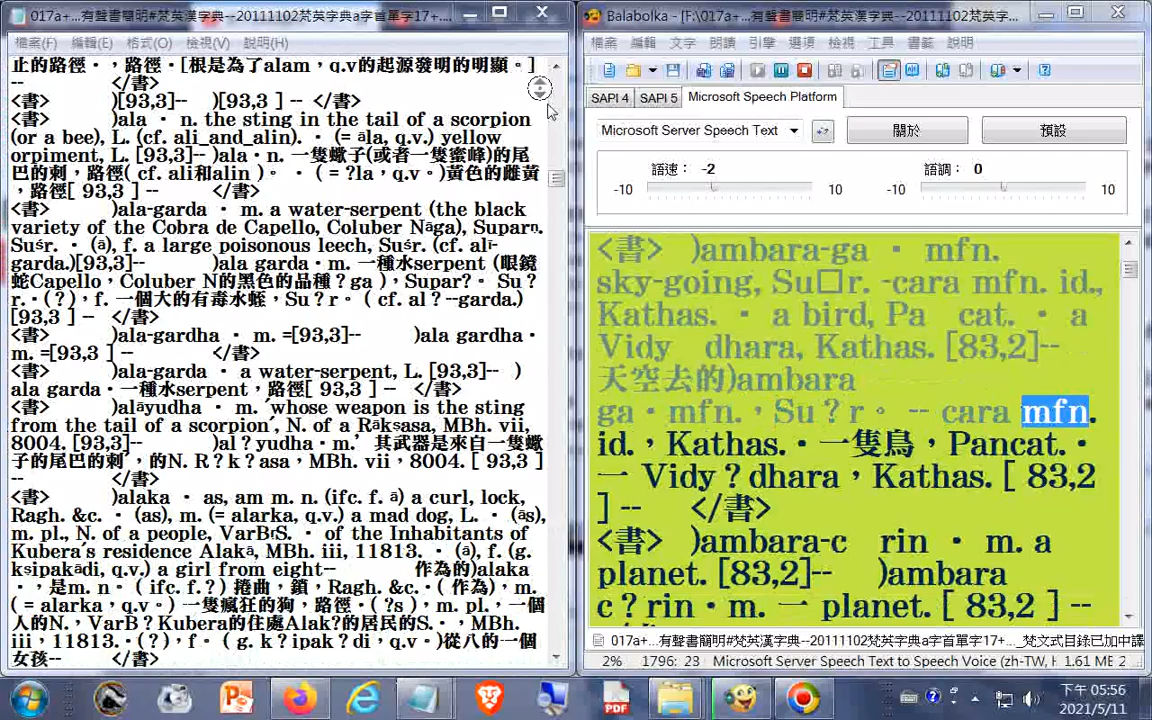 017a+...有聲書簡明#梵英漢字典--20111102梵英字典a字首單字17+...
檔案(F) 編輯(E) 格式(O) 檢視(V) 說明(H)
止的路徑·，路徑·[根是為了alam，q.v的起源發明的明顯。]
-- </書>
<書> )[93,3]-- )[93,3 ] -- </書>
<書> )ala · n. the sting in the tail of a scorpion
(or a bee), L. (cf. ali_and_alin). · (= āla, q.v.) yellow
orpiment, L. [93,3]-- )ala·n. 一隻蠍子(或者一隻蜜峰)的尾
巴的刺，路徑( cf. ali和alin )。 ·( = ?la，q.v。)黃色的雌黃
，路徑[ 93,3 ] -- </書>
<書> )ala-garda · m. a water-serpent (the black
variety of the Cobra de Capello, Coluber Nāga), Suparṇ.
Suśr. · (ā), f. a large poisonous leech, Suśr. (cf. alī-
garda.)[93,3]-- )ala garda·m. 一種水serpent (眼鏡
蛇Capello，Coluber N的黑色的品種？ga )，Supar?· Su？
r.·(？)，f. 一個大的有毒水蛭，Su？r。( cf. al？--garda.)
[93,3 ] -- </書>
<書> )ala-gardha · m. =[93,3]-- )ala gardha·
m. =[93,3 ] -- </書>
<書> )ala-garda · a water-serpent, L. [93,3]-- )
ala garda·一種水serpent，路徑[ 93,3 ] -- </書>
<書> )alāyudha · m. 'whose weapon is the sting
from the tail of a scorpion', N. of a Rākṣasa, MBh. vii,
8004. [93,3]-- )al？yudha·m.’其武器是來自一隻蠍
子的尾巴的刺’，的N. R？k？asa，MBh. vii，8004. [ 93,3 ]
-- </書>
<書> )alaka · as, am m. n. (ifc. f. ā) a curl, lock,
Ragh. &c. · (as), m. (= alarka, q.v.) a mad dog, L. · (ās),
m. pl., N. of a people, VarBṛS. · of the Inhabitants of
Kubera's residence Alakā, MBh. iii, 11813. · (ā), f. (g.
kṣipakādi, q.v.) a girl from eight-- 作為的)alaka
·，是m. n·( ifc. f.？) 捲曲，鎖，Ragh. &c.·( 作為)，m.
( = alarka，q.v。) 一隻瘋狂的狗，路徑·( ?s )，m. pl.，一個
人的N.，VarB？Kubera的住處Alak?的居民的S.·，MBh.
iii，11813.·(？)，f·( g. k？ipak？di，q.v。)從八的一個
女孩-- </書>
Balabolka - [F:\017a+...有聲書簡明#梵英漢字典--20111102梵英字...
檔案 編輯 文字 朗讀 引擎 選項 檢視 工具 書籤 說明
SAPI 4 SAPI 5 Microsoft Speech Platform
Microsoft Server Speech Text 關於 預設
語速： -2 語調： 0
-10 10 -10 10
<書> )ambara-ga · mfn.
sky-going, Su□r. -cara mfn. id.,
Kathas. · a bird, Pa cat. · a
Vidy dhara, Kathas. [83,2]--
天空去的)ambara
ga·mfn.，Su？r。 -- cara mfn.
id.，Kathas.·一隻鳥，Pancat.·
一 Vidy？dhara，Kathas. [ 83,2
] -- </書>
<書> )ambara-c rin · m. a
planet. [83,2]-- )ambara
c？rin·m. 一 planet. [ 83,2 ] --
017a+...有聲書簡明#梵英漢字典--20111102梵英字典a字首單字17+..._梵文式目錄已加中譯
2% 1796: 23 Microsoft Server Speech Text to Speech Voice (zh-TW, H 1.61 ME 2
下午 05:56
2021/5/11